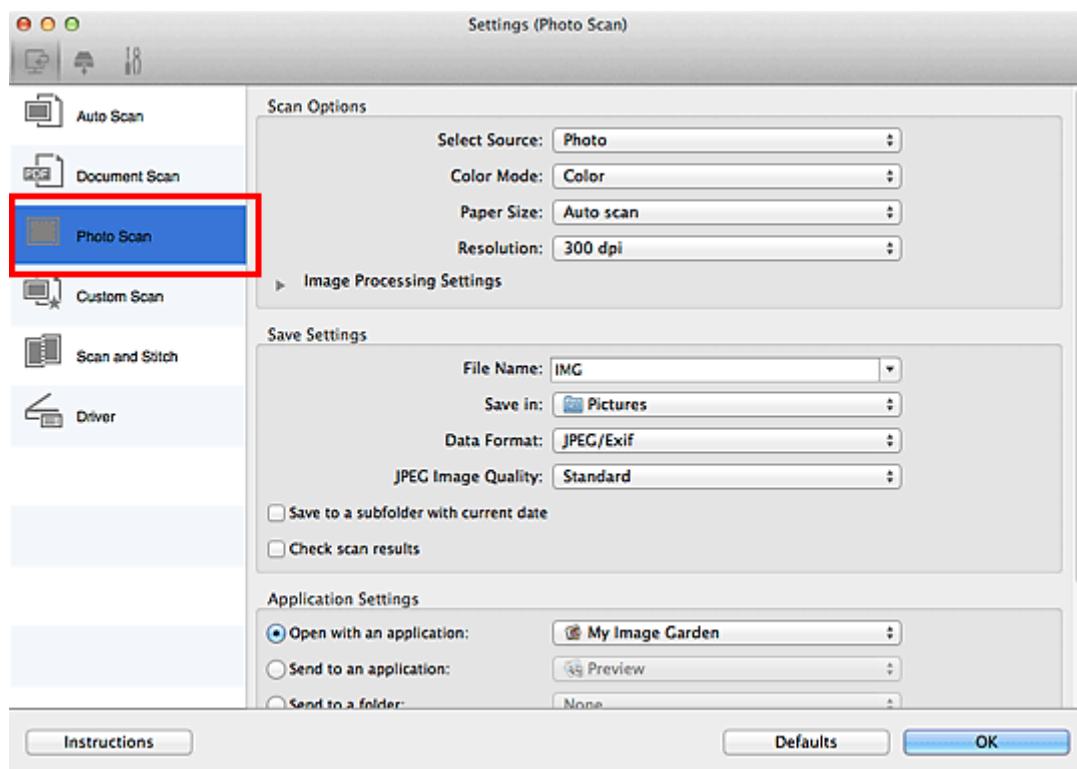 Settings (Photo Scan)
Auto Scan
PDF
Document Scan
Photo Scan
Custom Scan
Scan and Stitch
Driver
Scan Options
Select Source: Photo
Color Mode: Color
Paper Size: Auto scan
Resolution: 300 dpi
Image Processing Settings
Save Settings
File Name: IMG
Save in: Pictures
Data Format: JPEG/Exif
JPEG Image Quality: Standard
Save to a subfolder with current date
Check scan results
Application Settings
Open with an application: My Image Garden
Send to an application: Preview
Send to a folder: None
Instructions
Defaults
OK